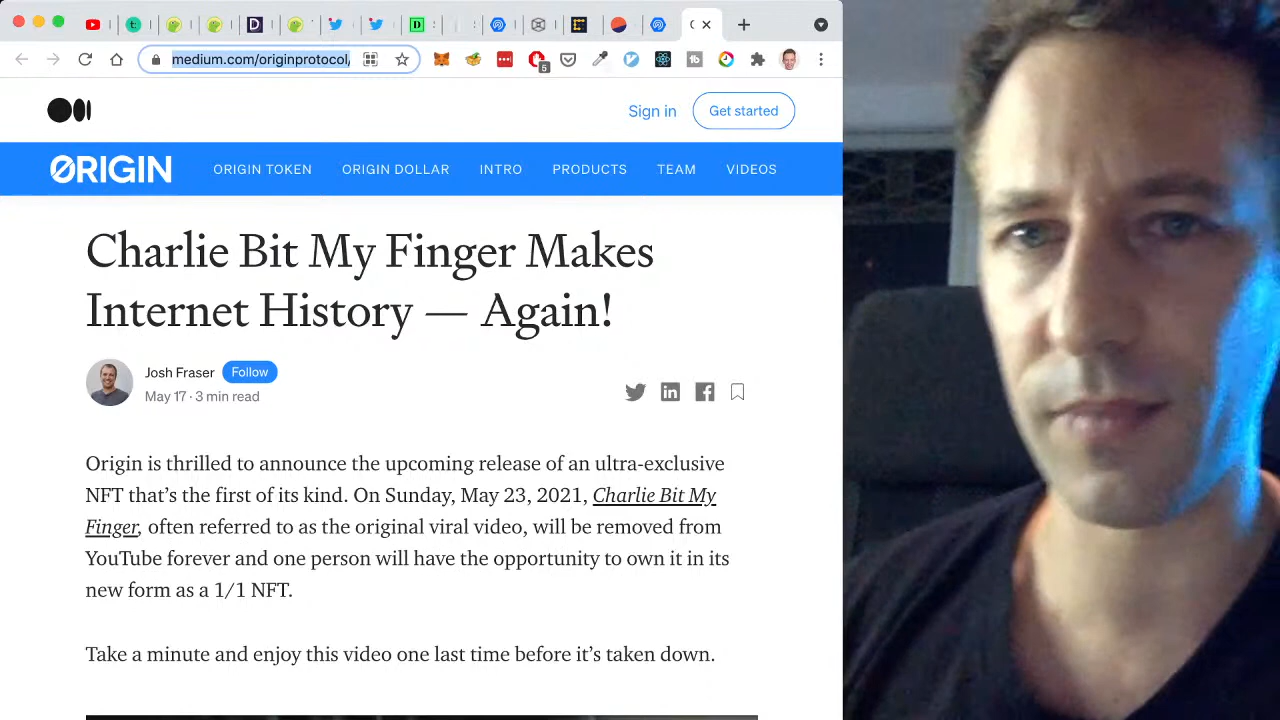 medium.com/originprotocol/
5
Sign in
Get started
ORIGIN
ORIGIN TOKEN
ORIGIN DOLLAR
INTRO
PRODUCTS
TEAM
VIDEOS
Charlie Bit My Finger Makes
Internet History — Again!
Josh Fraser
Follow
May 17 · 3 min read
Origin is thrilled to announce the upcoming release of an ultra-exclusive
NFT that’s the first of its kind. On Sunday, May 23, 2021, Charlie Bit My
Finger, often referred to as the original viral video, will be removed from
YouTube forever and one person will have the opportunity to own it in its
new form as a 1/1 NFT.
Take a minute and enjoy this video one last time before it’s taken down.